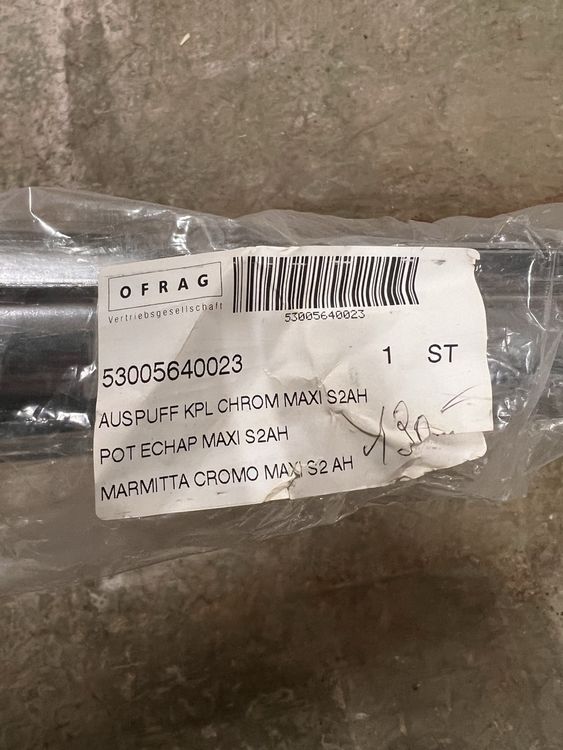 OFRAG
Vertriebsgesellschaft
53005640023
53005640023 1 ST
AUSPUFF KPL CHROM MAXI S2AH
POT ECHAP MAXI S2AH
MARMITTA CROMO MAXI S2 AH